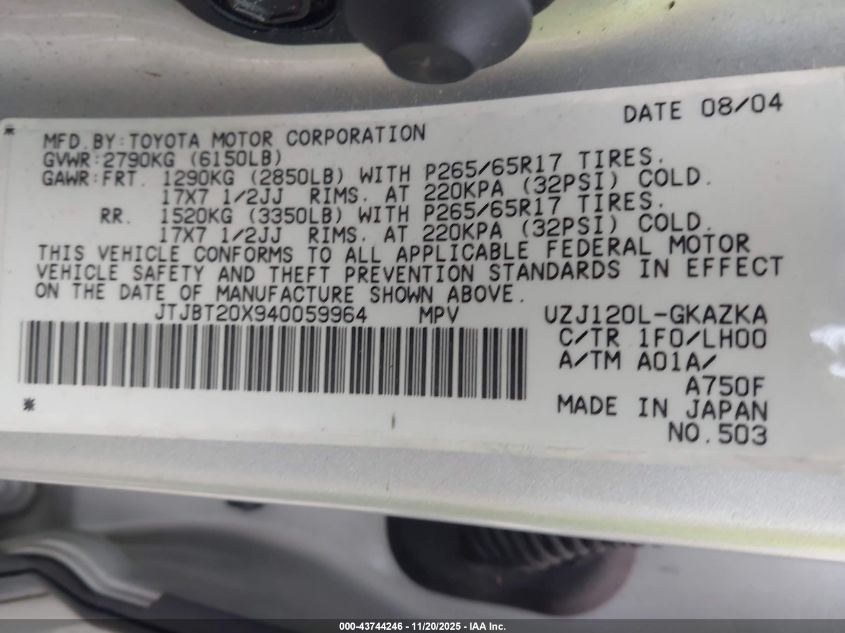 DATE 08/04
MFD.BY:TOYOTA MOTOR CORPORATION
GVWR:2790KG (6150LB)
GAWR:FRT. 1290KG (2850LB) WITH P265/65R17 TIRES.
17X7 1/2JJ RIMS. AT 220KPA (32PSI) COLD.
RR. 1520KG (3350LB) WITH P265/65R17 TIRES.
17X7 1/2JJ RIMS. AT 220KPA (32PSI) COLD.
THIS VEHICLE CONFORMS TO ALL APPLICABLE FEDERAL MOTOR
VEHICLE SAFETY AND THEFT PREVENTION STANDARDS IN EFFECT
ON THE DATE OF MANUFACTURE SHOWN ABOVE.
JTJBT20X940059964 MPV UZJ120L-GKAZKA
C/TR 1F0/LH00
A/TM A01A/
A750F
MADE IN JAPAN
NO.503
000-43744246 - 11/20/2025 - IAA Inc.